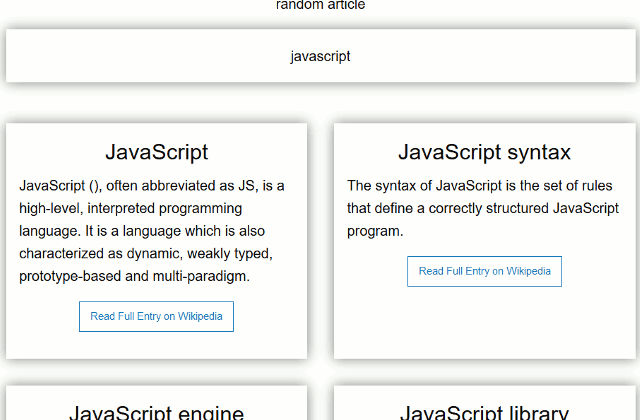 random article
javascript
JavaScript
JavaScript (), often abbreviated as JS, is a
high-level, interpreted programming
language. It is a language which is also
characterized as dynamic, weakly typed,
prototype-based and multi-paradigm.
Read Full Entry on Wikipedia
JavaScript syntax
The syntax of JavaScript is the set of rules
that define a correctly structured JavaScript
program.
Read Full Entry on Wikipedia
JavaScript engine
JavaScript library